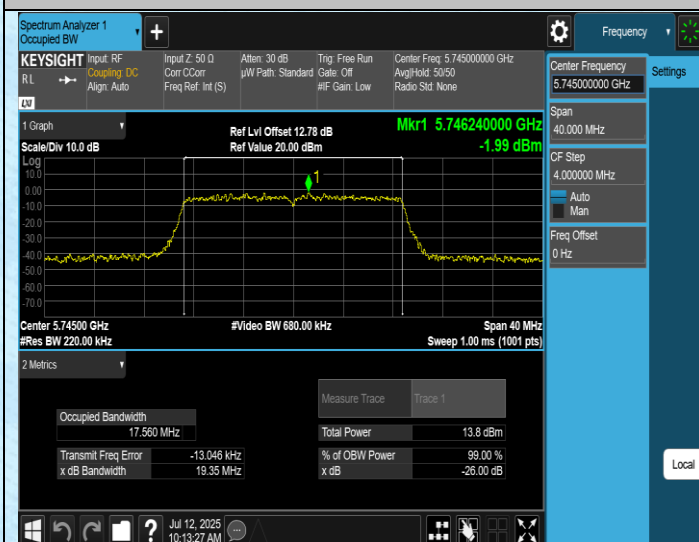 Spectrum Analyzer 1
Occupied BW
Frequency
KEYSIGHT
RL
LXI
Input: RF
Coupling: DC
Align: Auto
Input Z: 50 Ω
Corr CCorr
Freq Ref: Int (S)
Atten: 30 dB
µW Path: Standard
Trig: Free Run
Gate: Off
#IF Gain: Low
Center Freq: 5.745000000 GHz
Avg|Hold: 50/50
Radio Std: None
Center Frequency
5.745000000 GHz
Settings
Span
40.000 MHz
CF Step
4.000000 MHz
Auto
Man
Freq Offset
0 Hz
1 Graph
Scale/Div 10.0 dB
Ref Lvl Offset 12.78 dB
Ref Value 20.00 dBm
Mkr1 5.746240000 GHz
-1.99 dBm
Log
10.0
0.00
-10.0
-20.0
-30.0
-40.0
-50.0
-60.0
-70.0
1
Center 5.74500 GHz
#Res BW 220.00 kHz
#Video BW 680.00 kHz
Span 40 MHz
Sweep 1.00 ms (1001 pts)
2 Metrics
Measure Trace Trace 1
Occupied Bandwidth
17.560 MHz
Total Power 13.8 dBm
Transmit Freq Error -13.046 kHz
% of OBW Power 99.00 %
x dB Bandwidth 19.35 MHz
x dB -26.00 dB
Local
?
Jul 12, 2025
10:13:27 AM